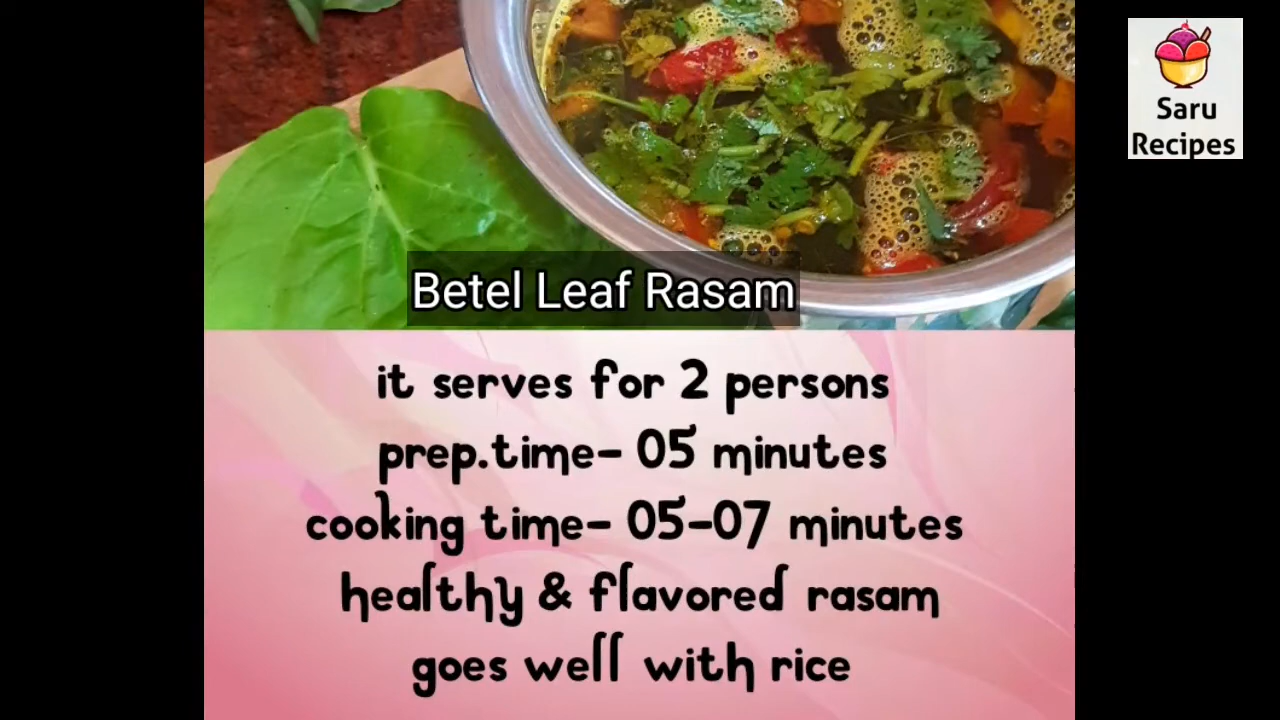 Saru
Recipes
Betel Leaf Rasam
it serves for 2 persons
prep.time- 05 minutes
cooking time- 05-07 minutes
healthy & flavored rasam
goes well with rice